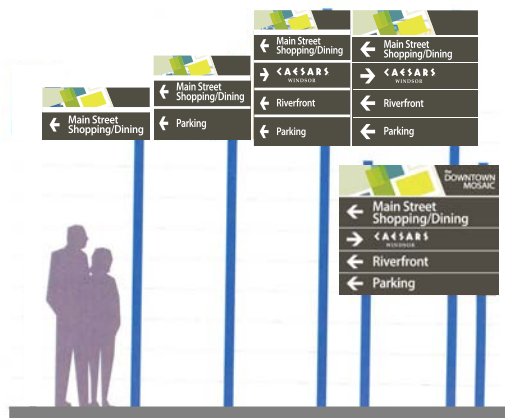 Main Street
Shopping/Dining
Main Street
Shopping/Dining
Parking
Main Street
Shopping/Dining
CAESARS
WINDSOR
Riverfront
Parking
Main Street
Shopping/Dining
CAESARS
WINDSOR
Riverfront
Parking
the
DOWNTOWN
MOSAIC
Main Street
Shopping/Dining
CAESARS
WINDSOR
Riverfront
Parking